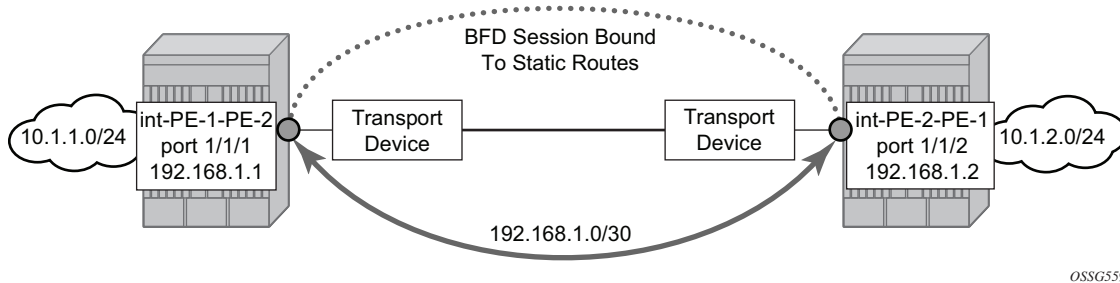 BFD Session Bound
To Static Routes
10.1.1.0/24
int-PE-1-PE-2
port 1/1/1
192.168.1.1
Transport
Device
Transport
Device
int-PE-2-PE-1
port 1/1/2
192.168.1.2
10.1.2.0/24
192.168.1.0/30